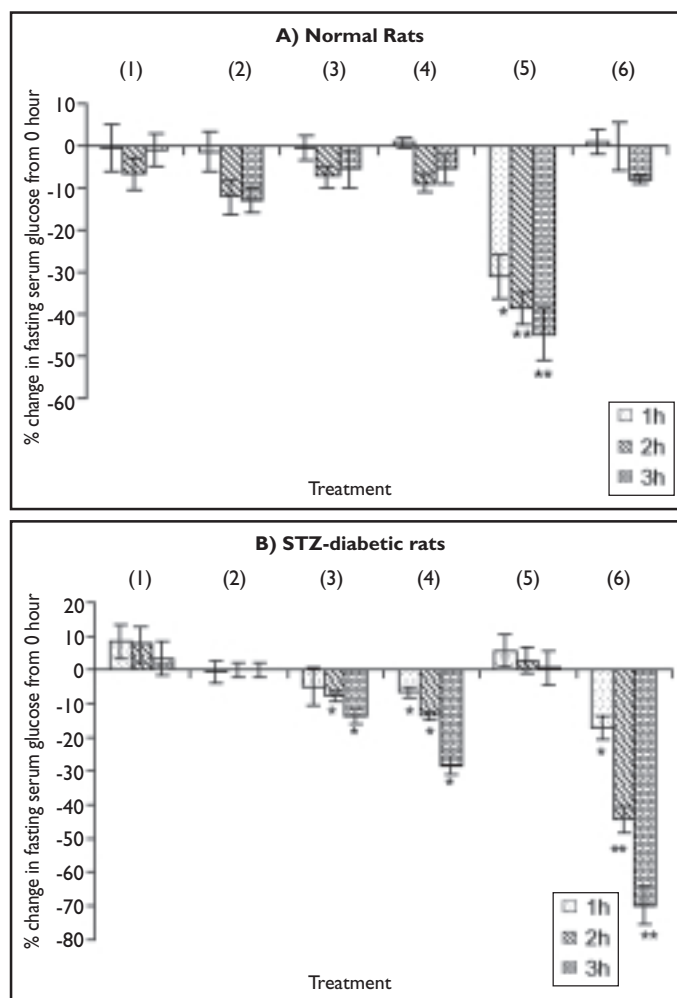 A) Normal Rats
(1) (2) (3) (4) (5) (6)
% change in fasting serum glucose from 0 hour
10
0
-10
-20
-30
-40
-50
-60
*
**
**
1h
2h
3h
Treatment
B) STZ-diabetic rats
(1) (2) (3) (4) (5) (6)
% change in fasting serum glucose from 0 hour
20
10
0
-10
-20
-30
-40
-50
-60
-70
-80
* * * * * * ** **
1h
2h
3h
Treatment